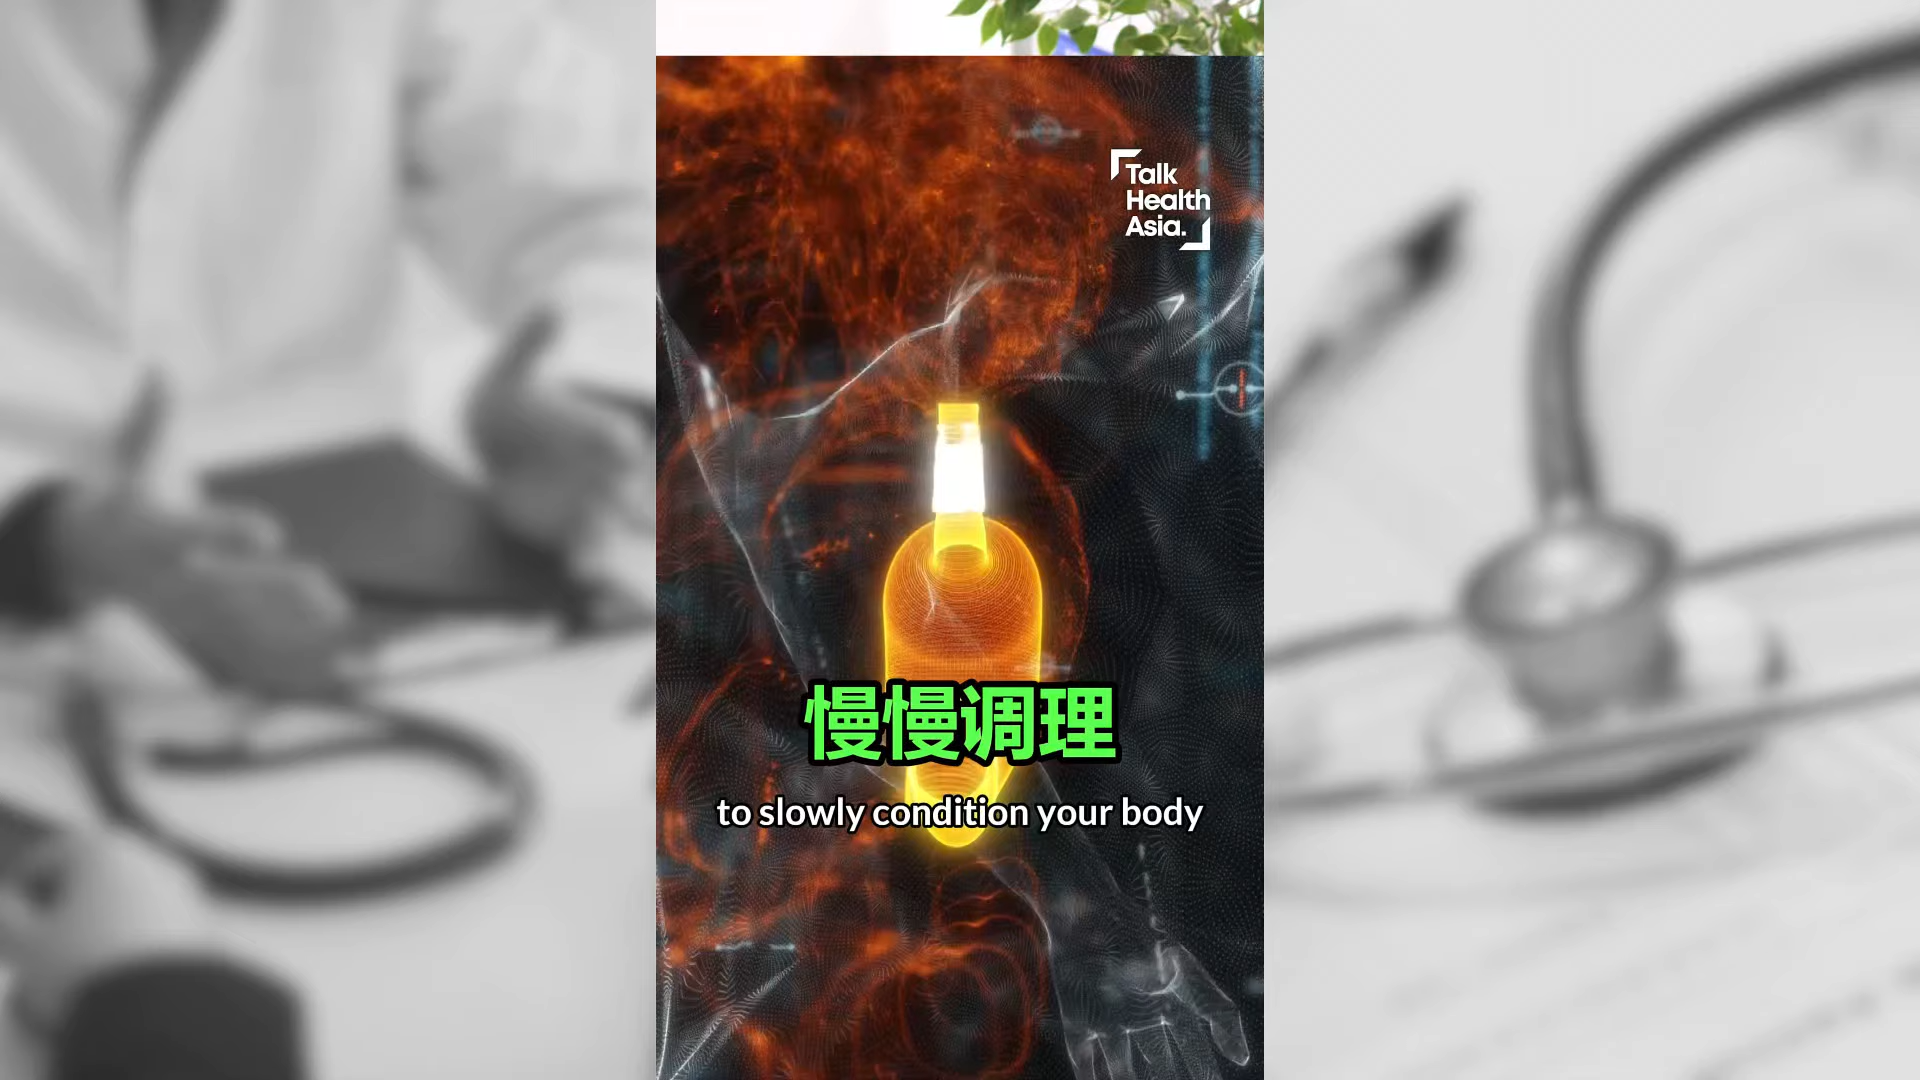 Talk
Health
Asia.
慢慢调理
to slowly condition your body